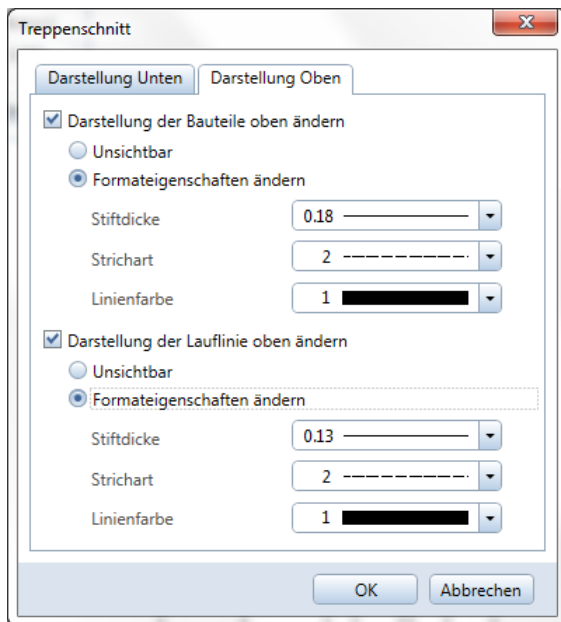 Treppenschnitt
Darstellung Unten Darstellung Oben
Darstellung der Bauteile oben ändern
Unsichtbar
Formateigenschaften ändern
Stiftdicke 0.18
Strichart 2
Linienfarbe 1
Darstellung der Lauflinie oben ändern
Unsichtbar
Formateigenschaften ändern
Stiftdicke 0.13
Strichart 2
Linienfarbe 1
OK Abbrechen